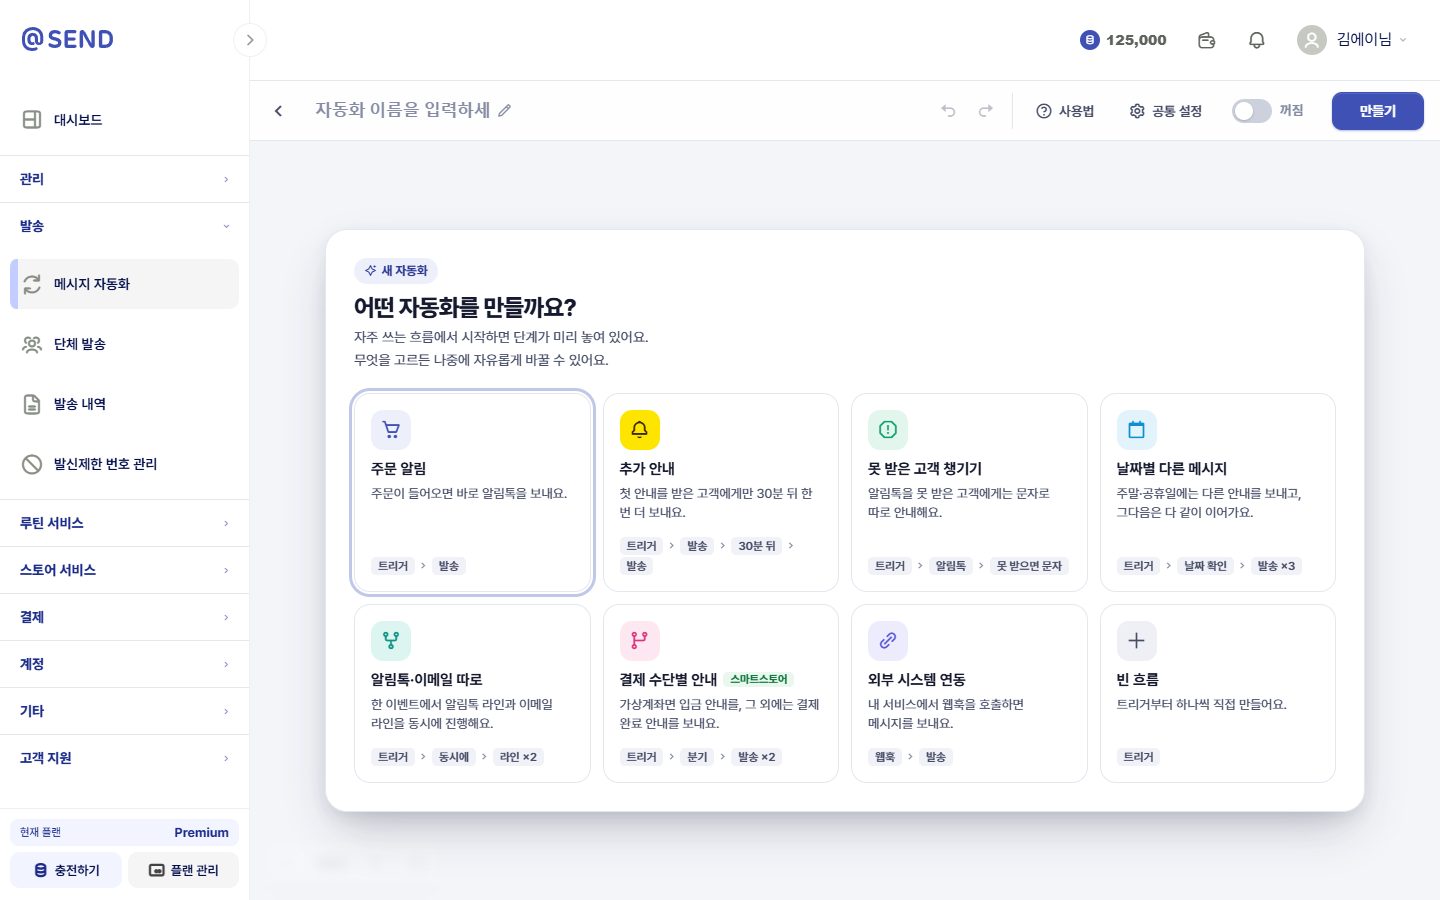 @SEND
125,000
김에이님
대시보드
관리
발송
메시지 자동화
단체 발송
발송 내역
발신제한 번호 관리
루틴 서비스
스토어 서비스
결제
계정
기타
고객 지원
현재 플랜 Premium
충전하기 플랜 관리
자동화 이름을 입력하세
사용법 공통 설정 꺼짐 만들기
새 자동화
어떤 자동화를 만들까요?
자주 쓰는 흐름에서 시작하면 단계가 미리 놓여 있어요.
무엇을 고르든 나중에 자유롭게 바꿀 수 있어요.
주문 알림
주문이 들어오면 바로 알림톡을 보내요.
트리거 › 발송
추가 안내
첫 안내를 받은 고객에게만 30분 뒤 한
번 더 보내요.
트리거 › 발송 › 30분 뒤 ›
발송
못 받은 고객 챙기기
알림톡을 못 받은 고객에게는 문자로
따로 안내해요.
트리거 › 알림톡 › 못 받으면 문자
날짜별 다른 메시지
주말·공휴일에는 다른 안내를 보내고,
그다음은 다 같이 이어가요.
트리거 › 날짜 확인 › 발송 ×3
알림톡·이메일 따로
한 이벤트에서 알림톡 라인과 이메일
라인을 동시에 진행해요.
트리거 › 동시에 › 라인 ×2
결제 수단별 안내 스마트스토어
가상계좌면 입금 안내를, 그 외에는 결제
완료 안내를 보내요.
트리거 › 분기 › 발송 ×2
외부 시스템 연동
내 서비스에서 웹훅을 호출하면
메시지를 보내요.
웹훅 › 발송
빈 흐름
트리거부터 하나씩 직접 만들어요.
트리거